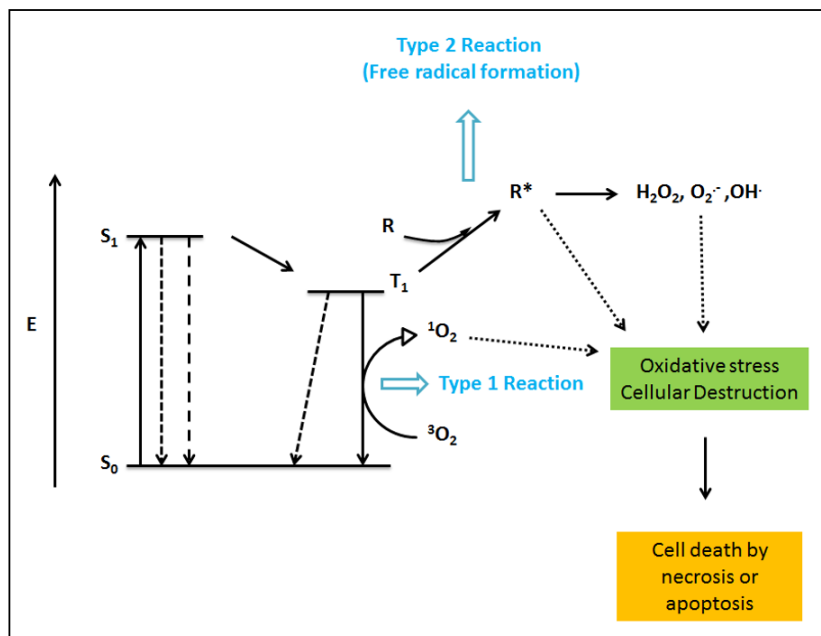 Type 2 Reaction
(Free radical formation)
R*
H₂O₂, O₂·⁻ ,OH·
R
S₁
T₁
E
¹O₂
Oxidative stress
Cellular Destruction
Type 1 Reaction
³O₂
S₀
Cell death by
necrosis or
apoptosis